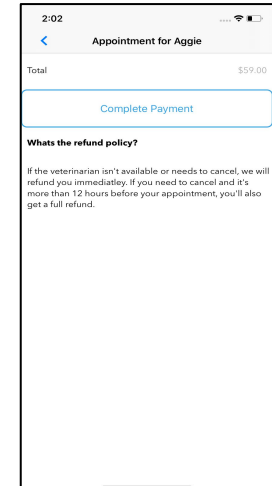 2:02
Appointment for Aggie
Total $59.00
Complete Payment
Whats the refund policy?
If the veterinarian isn't available or needs to cancel, we will
refund you immediatley. If you need to cancel and it's
more than 12 hours before your appointment, you'll also
get a full refund.